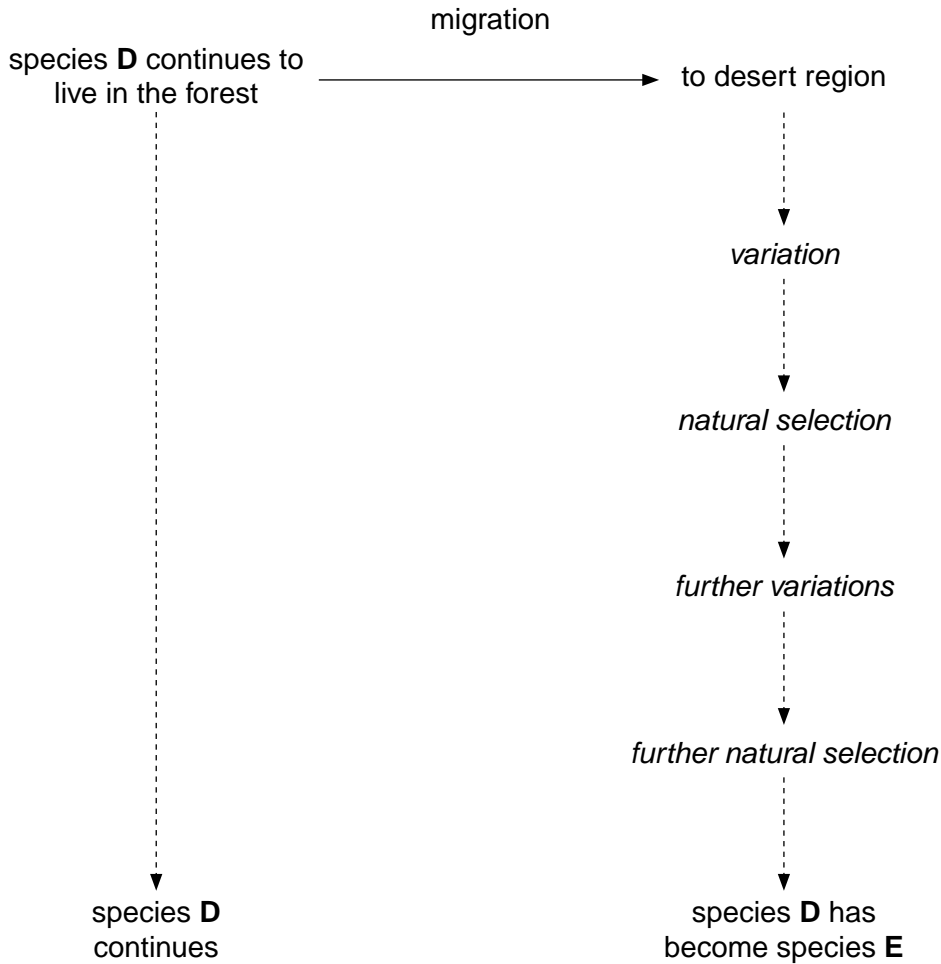 migration
species D continues to
live in the forest
to desert region
variation
natural selection
further variations
further natural selection
species D
continues
species D has
become species E